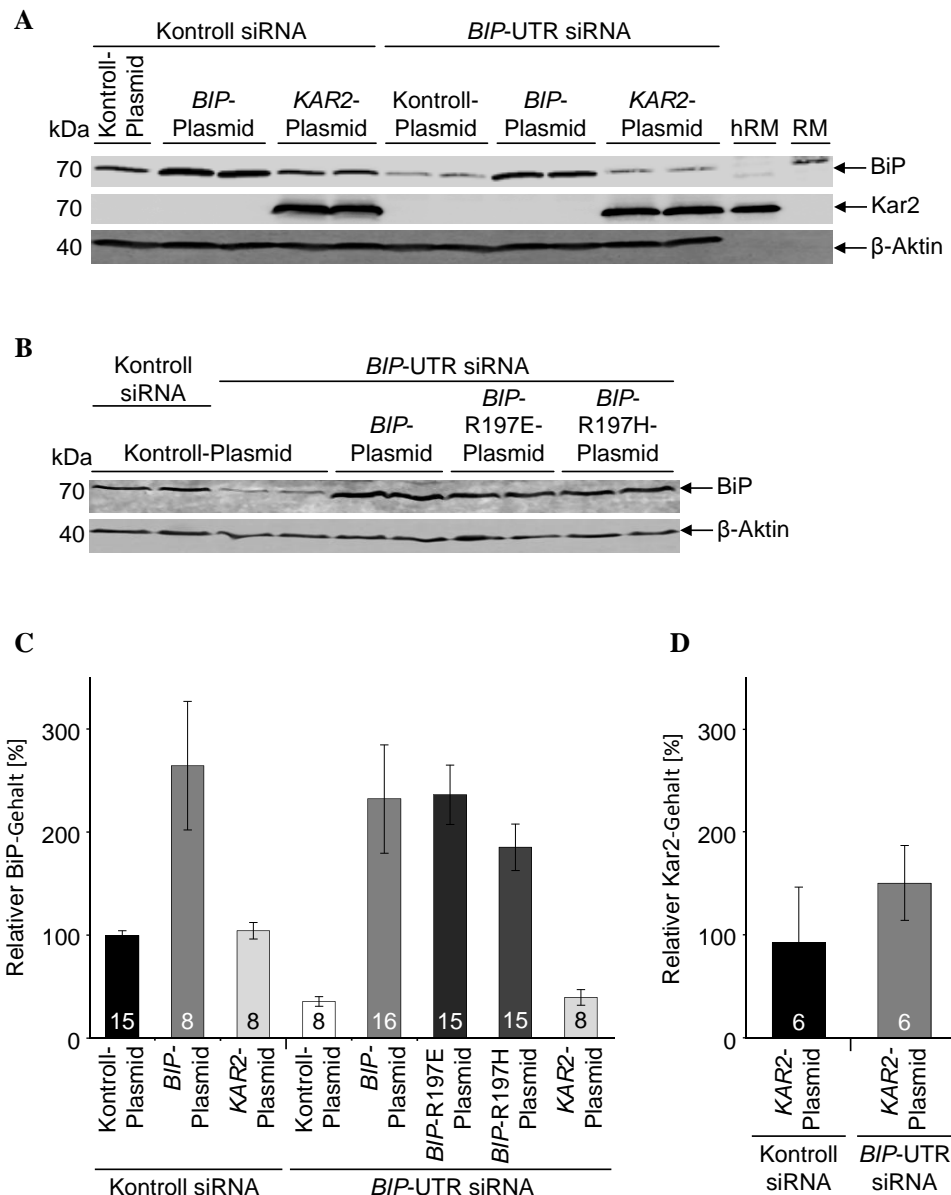 A
Kontroll siRNA
BIP-UTR siRNA
Kontroll-
Plasmid
BIP-
Plasmid
KAR2-
Plasmid
Kontroll-
Plasmid
BIP-
Plasmid
KAR2-
Plasmid
hRM
RM
kDa
70
BiP
70
Kar2
40
β-Aktin
B
Kontroll
siRNA
BIP-UTR siRNA
Kontroll-Plasmid
BIP-
Plasmid
BIP-
R197E-
Plasmid
BIP-
R197H-
Plasmid
kDa
70
BiP
40
β-Aktin
C
Relativer BiP-Gehalt [%]
300
200
100
0
15
8
8
8
16
15
15
8
Kontroll-
Plasmid
BIP-
Plasmid
KAR2-
Plasmid
Kontroll-
Plasmid
BIP-
Plasmid
BIP-R197E
Plasmid
BIP-R197H
Plasmid
KAR2-
Plasmid
Kontroll siRNA
BIP-UTR siRNA
D
Relativer Kar2-Gehalt [%]
300
200
100
0
6
6
KAR2-
Plasmid
KAR2-
Plasmid
Kontroll
siRNA
BIP-UTR
siRNA